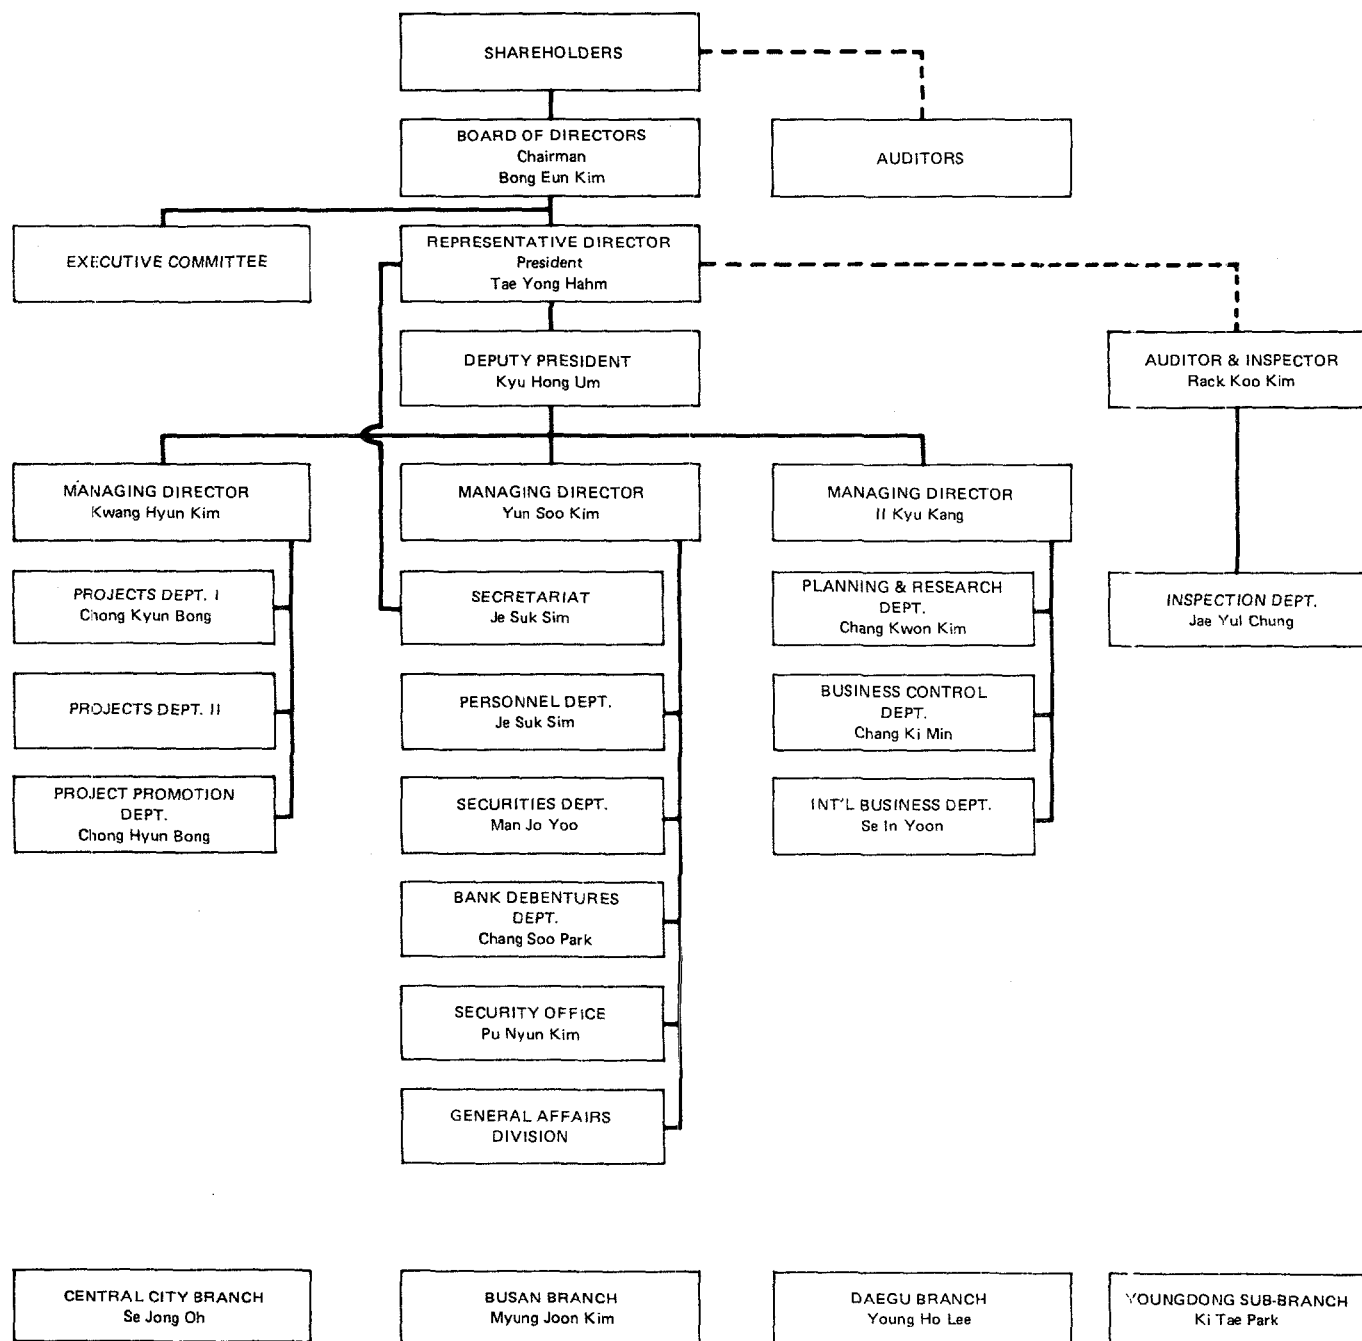 SHAREHOLDERS
BOARD OF DIRECTORS
Chairman
Bong Eun Kim
AUDITORS
EXECUTIVE COMMITTEE
REPRESENTATIVE DIRECTOR
President
Tae Yong Hahm
DEPUTY PRESIDENT
Kyu Hong Um
AUDITOR & INSPECTOR
Rack Koo Kim
MANAGING DIRECTOR
Kwang Hyun Kim
MANAGING DIRECTOR
Yun Soo Kim
MANAGING DIRECTOR
Il Kyu Kang
PROJECTS DEPT. I
Chong Kyun Bong
SECRETARIAT
Je Suk Sim
PLANNING & RESEARCH
DEPT.
Chang Kwon Kim
INSPECTION DEPT.
Jae Yul Chung
PROJECTS DEPT. II
PERSONNEL DEPT.
Je Suk Sim
BUSINESS CONTROL
DEPT.
Chang Ki Min
PROJECT PROMOTION
DEPT.
Chong Hyun Bong
SECURITIES DEPT.
Man Jo Yoo
INT'L BUSINESS DEPT.
Se In Yoon
BANK DEBENTURES
DEPT.
Chang Soo Park
SECURITY OFFICE
Pu Nyun Kim
GENERAL AFFAIRS
DIVISION
CENTRAL CITY BRANCH
Se Jong Oh
BUSAN BRANCH
Myung Joon Kim
DAEGU BRANCH
Young Ho Lee
YOUNGDONG SUB-BRANCH
Ki Tae Park